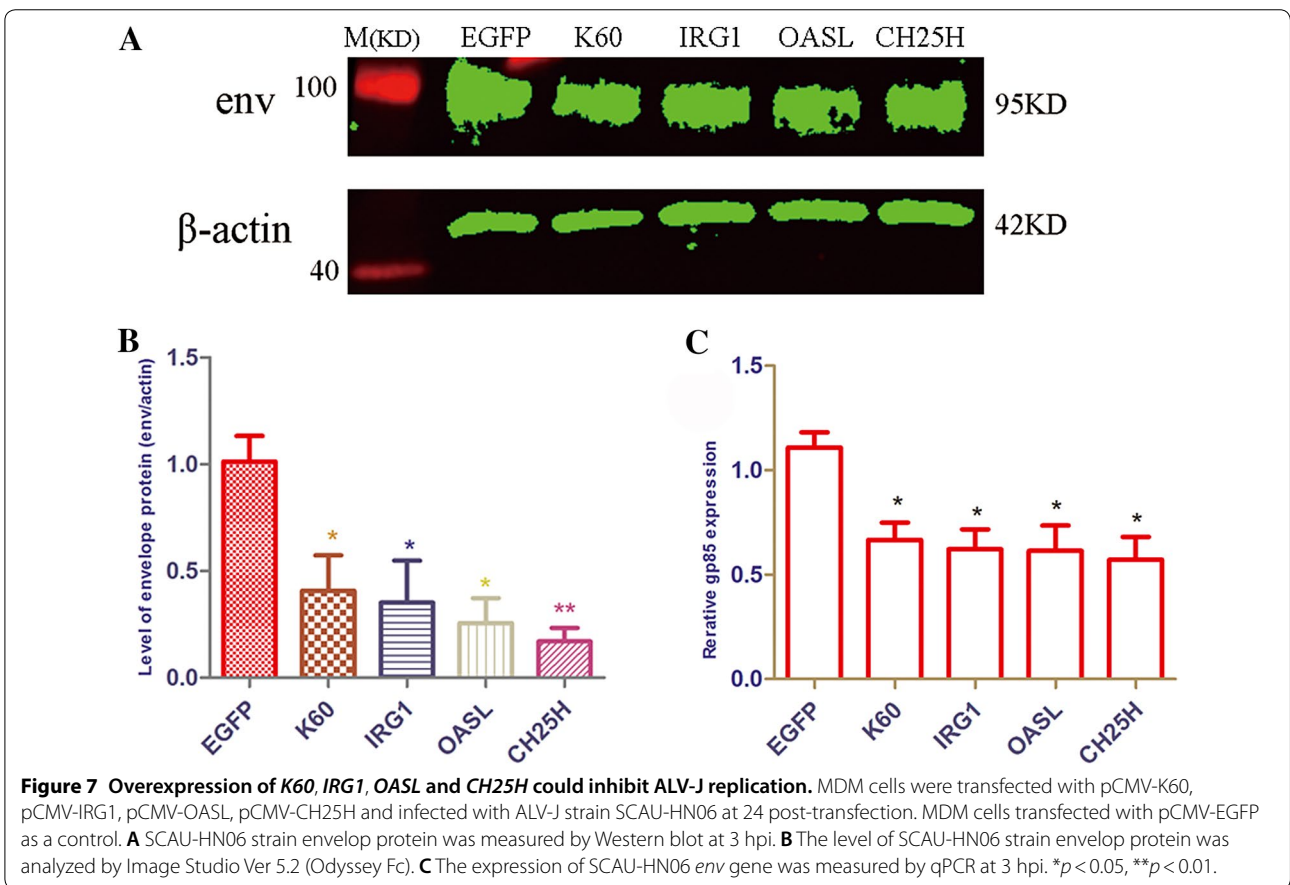 A
M(KD) EGFP K60 IRG1 OASL CH25H
env 100 95KD
β-actin 42KD
40
B
Level of envelope protein (env/actin)
1.5
1.0
0.5
0.0
* * * **
EGFP K60 IRG1 OASL CH25H
C
Rerative gp85 expression
1.5
1.0
0.5
0.0
* * * *
EGFP K60 IRG1 OASL CH25H
Figure 7 Overexpression of K60, IRG1, OASL and CH25H could inhibit ALV-J replication. MDM cells were transfected with pCMV-K60,
pCMV-IRG1, pCMV-OASL, pCMV-CH25H and infected with ALV-J strain SCAU-HN06 at 24 post-transfection. MDM cells transfected with pCMV-EGFP
as a control. A SCAU-HN06 strain envelop protein was measured by Western blot at 3 hpi. B The level of SCAU-HN06 strain envelop protein was
analyzed by Image Studio Ver 5.2 (Odyssey Fc). C The expression of SCAU-HN06 env gene was measured by qPCR at 3 hpi. *p < 0.05, **p < 0.01.